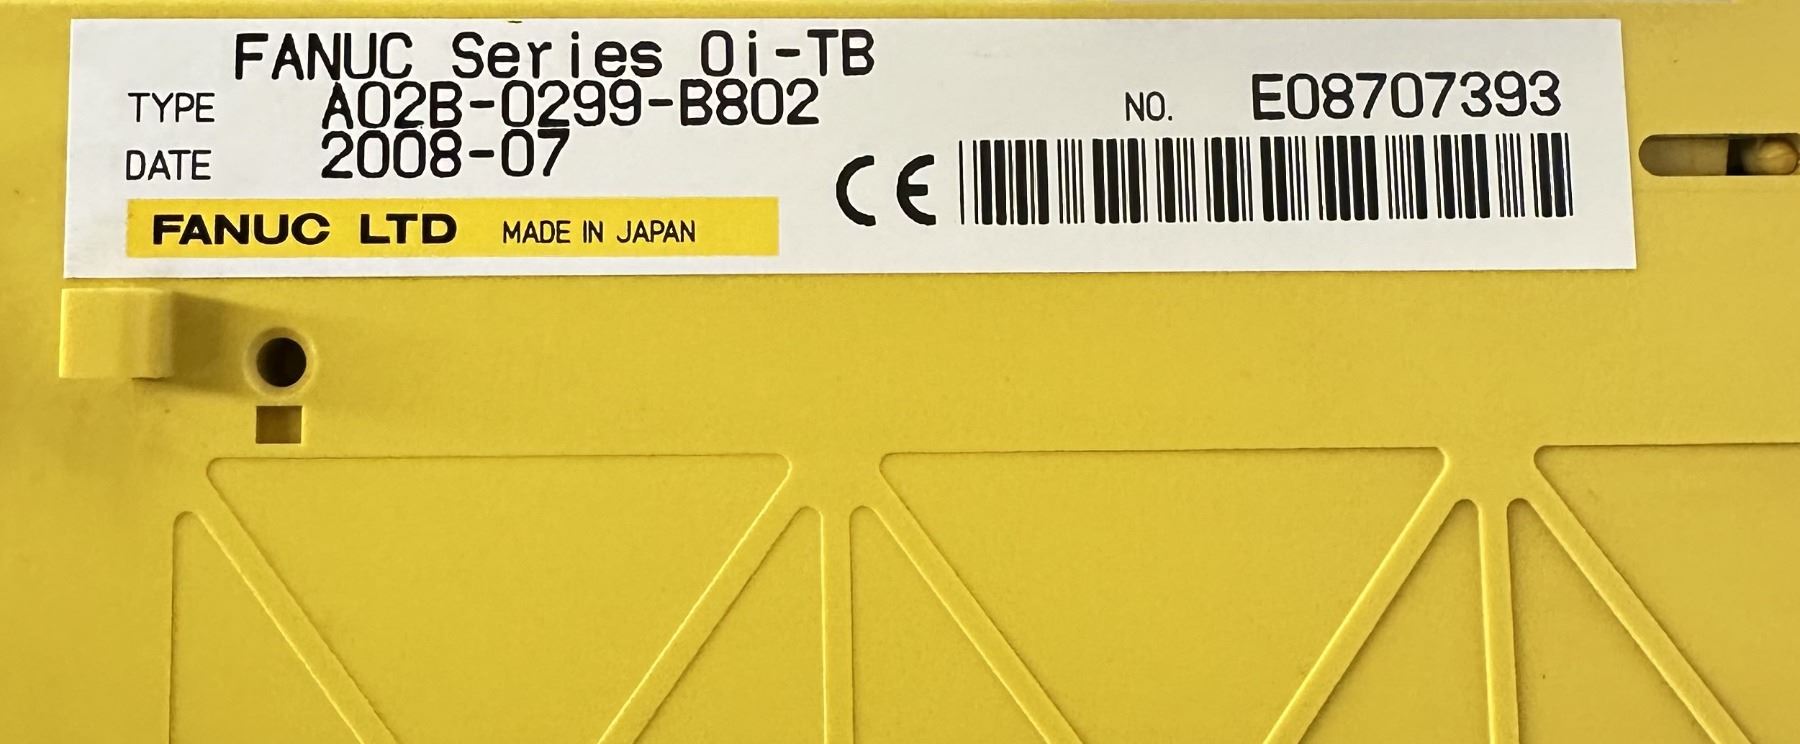 FANUC Series 0i-TB
TYPE A02B-0299-B802
NO. E08707393
DATE 2008-07
CE
FANUC LTD MADE IN JAPAN